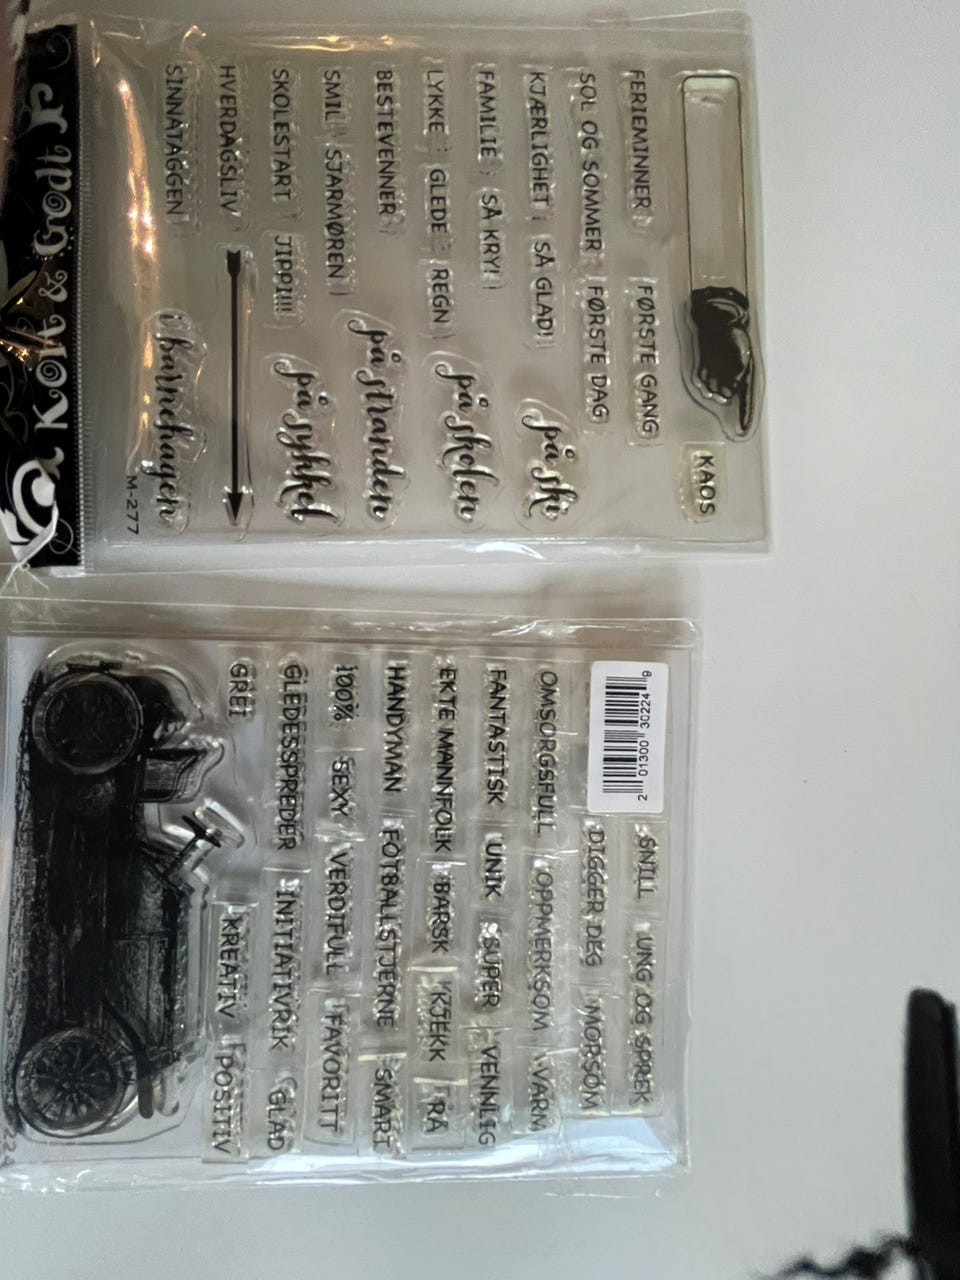 KAOS
FERIEMINNER FØRSTE GANG
SOL OG SOMMER FØRSTE DAG
KJÆRLIGHET SÅ GLAD!
på ski
FAMILIE SÅ KRY!
LYKKE GLEDE REGN
på skolen
BESTEVENNER
på stranden
SMIL SJARMØREN
SKOLESTART JIPPI!!!
på sykkel
HVERDAGSLIV
SINNATAGGEN
i barnehagen
M-277
Kort & Godt
2 01300 30224 9
SNILL UNG OG SPREK
DIGGER DEG MORSOM
OMSORGSFULL OPPMERKSOM VARM
FANTASTISK UNIK SUPER VENNLIG
EKTE MANNFOLK BARSK KJEKK RÅ
HANDYMAN FOTBALLSTJERNE SMART
100% SEXY VERDIFULL FAVORITT
GLEDESSPREDER INITIATIVRIK GLAD
GREI KREATIV POSITIV